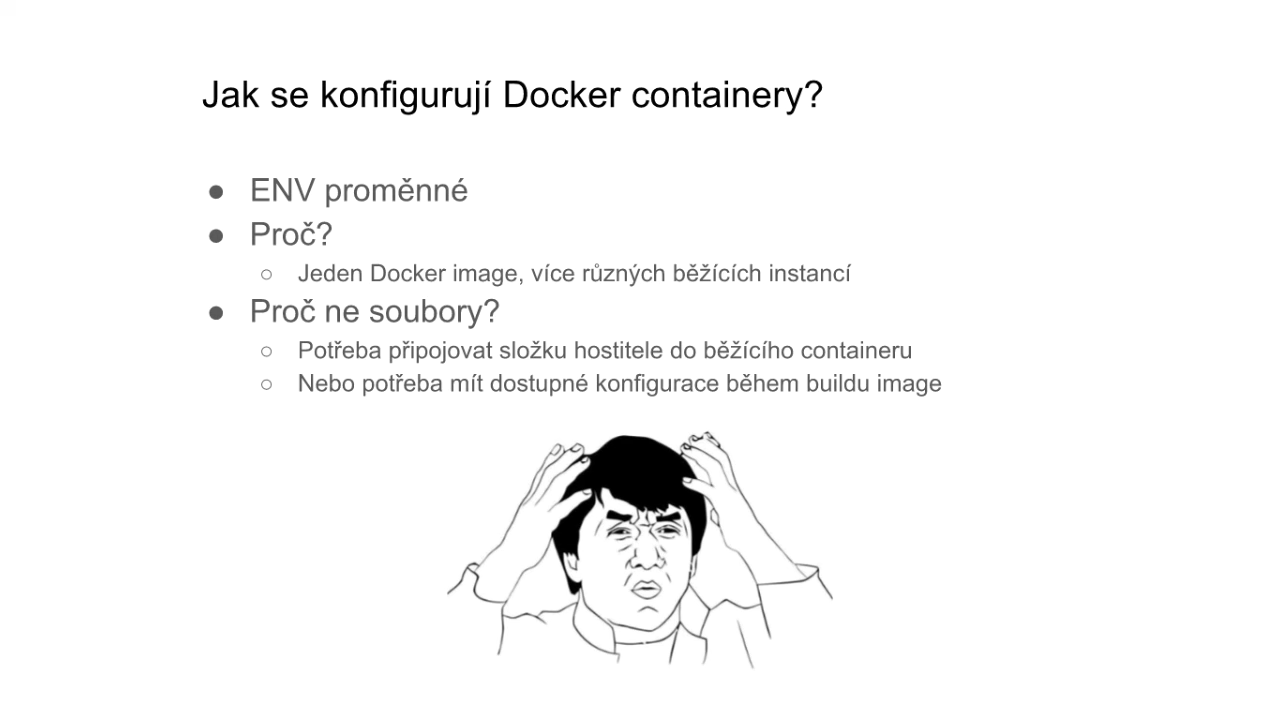 Jak se konfigurují Docker containery?
● ENV proměnné
● Proč?
○ Jeden Docker image, více různých běžících instancí
● Proč ne soubory?
○ Potřeba připojovat složku hostitele do běžícího containeru
○ Nebo potřeba mít dostupné konfigurace během buildu image